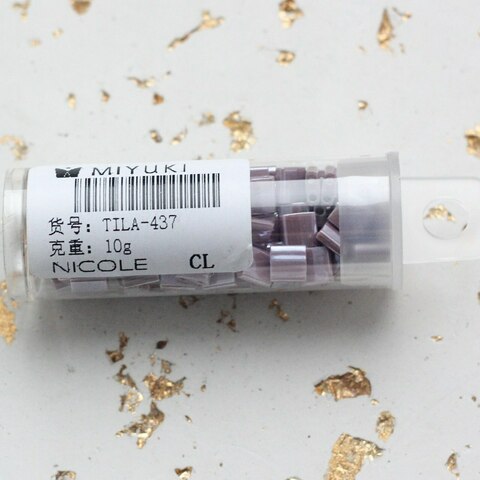 MIYUKI
货号: TILA-437
克重: 10g
NICOLE CL